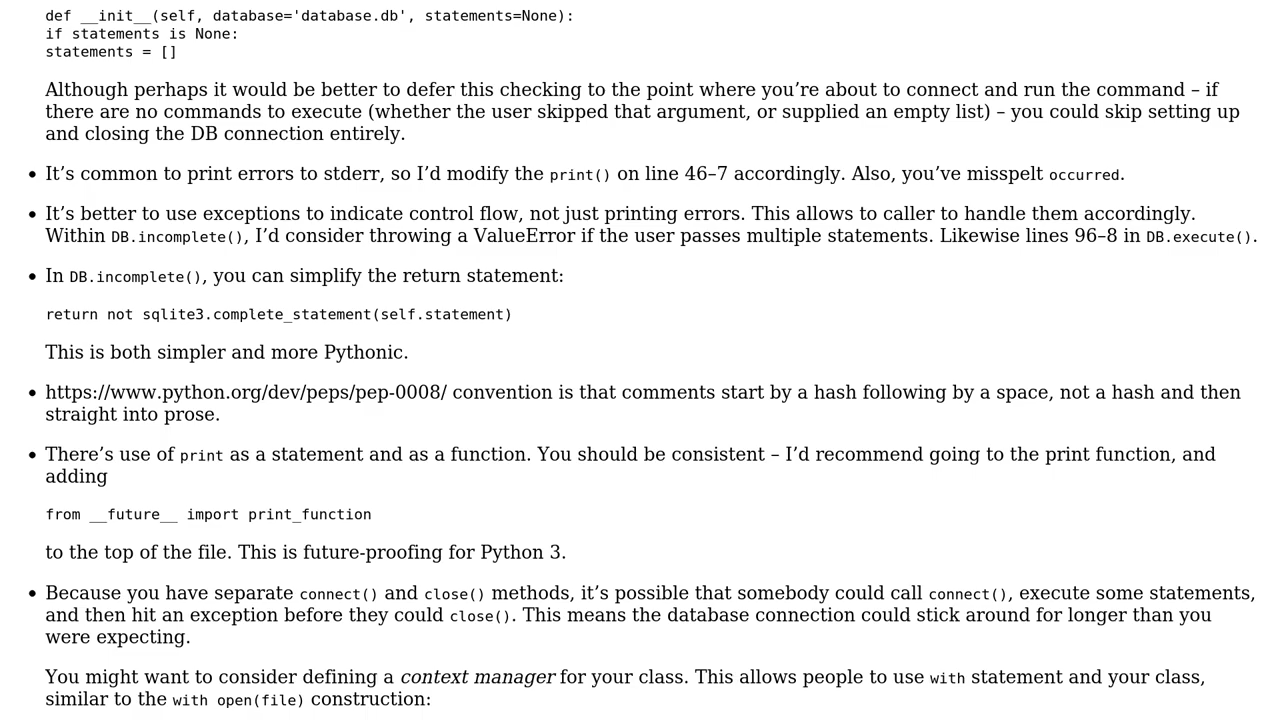 def __init__(self, database='database.db', statements=None):
if statements is None:
statements = []
Although perhaps it would be better to defer this checking to the point where you’re about to connect and run the command – if
there are no commands to execute (whether the user skipped that argument, or supplied an empty list) – you could skip setting up
and closing the DB connection entirely.
• It’s common to print errors to stderr, so I’d modify the print() on line 46–7 accordingly. Also, you’ve misspelt occurred.
• It’s better to use exceptions to indicate control flow, not just printing errors. This allows to caller to handle them accordingly.
Within DB.incomplete(), I’d consider throwing a ValueError if the user passes multiple statements. Likewise lines 96–8 in DB.execute().
• In DB.incomplete(), you can simplify the return statement:
return not sqlite3.complete_statement(self.statement)
This is both simpler and more Pythonic.
• https://www.python.org/dev/peps/pep-0008/ convention is that comments start by a hash following by a space, not a hash and then
straight into prose.
• There’s use of print as a statement and as a function. You should be consistent – I’d recommend going to the print function, and
adding
from __future__ import print_function
to the top of the file. This is future-proofing for Python 3.
• Because you have separate connect() and close() methods, it’s possible that somebody could call connect(), execute some statements,
and then hit an exception before they could close(). This means the database connection could stick around for longer than you
were expecting.
You might want to consider defining a context manager for your class. This allows people to use with statement and your class,
similar to the with open(file) construction: